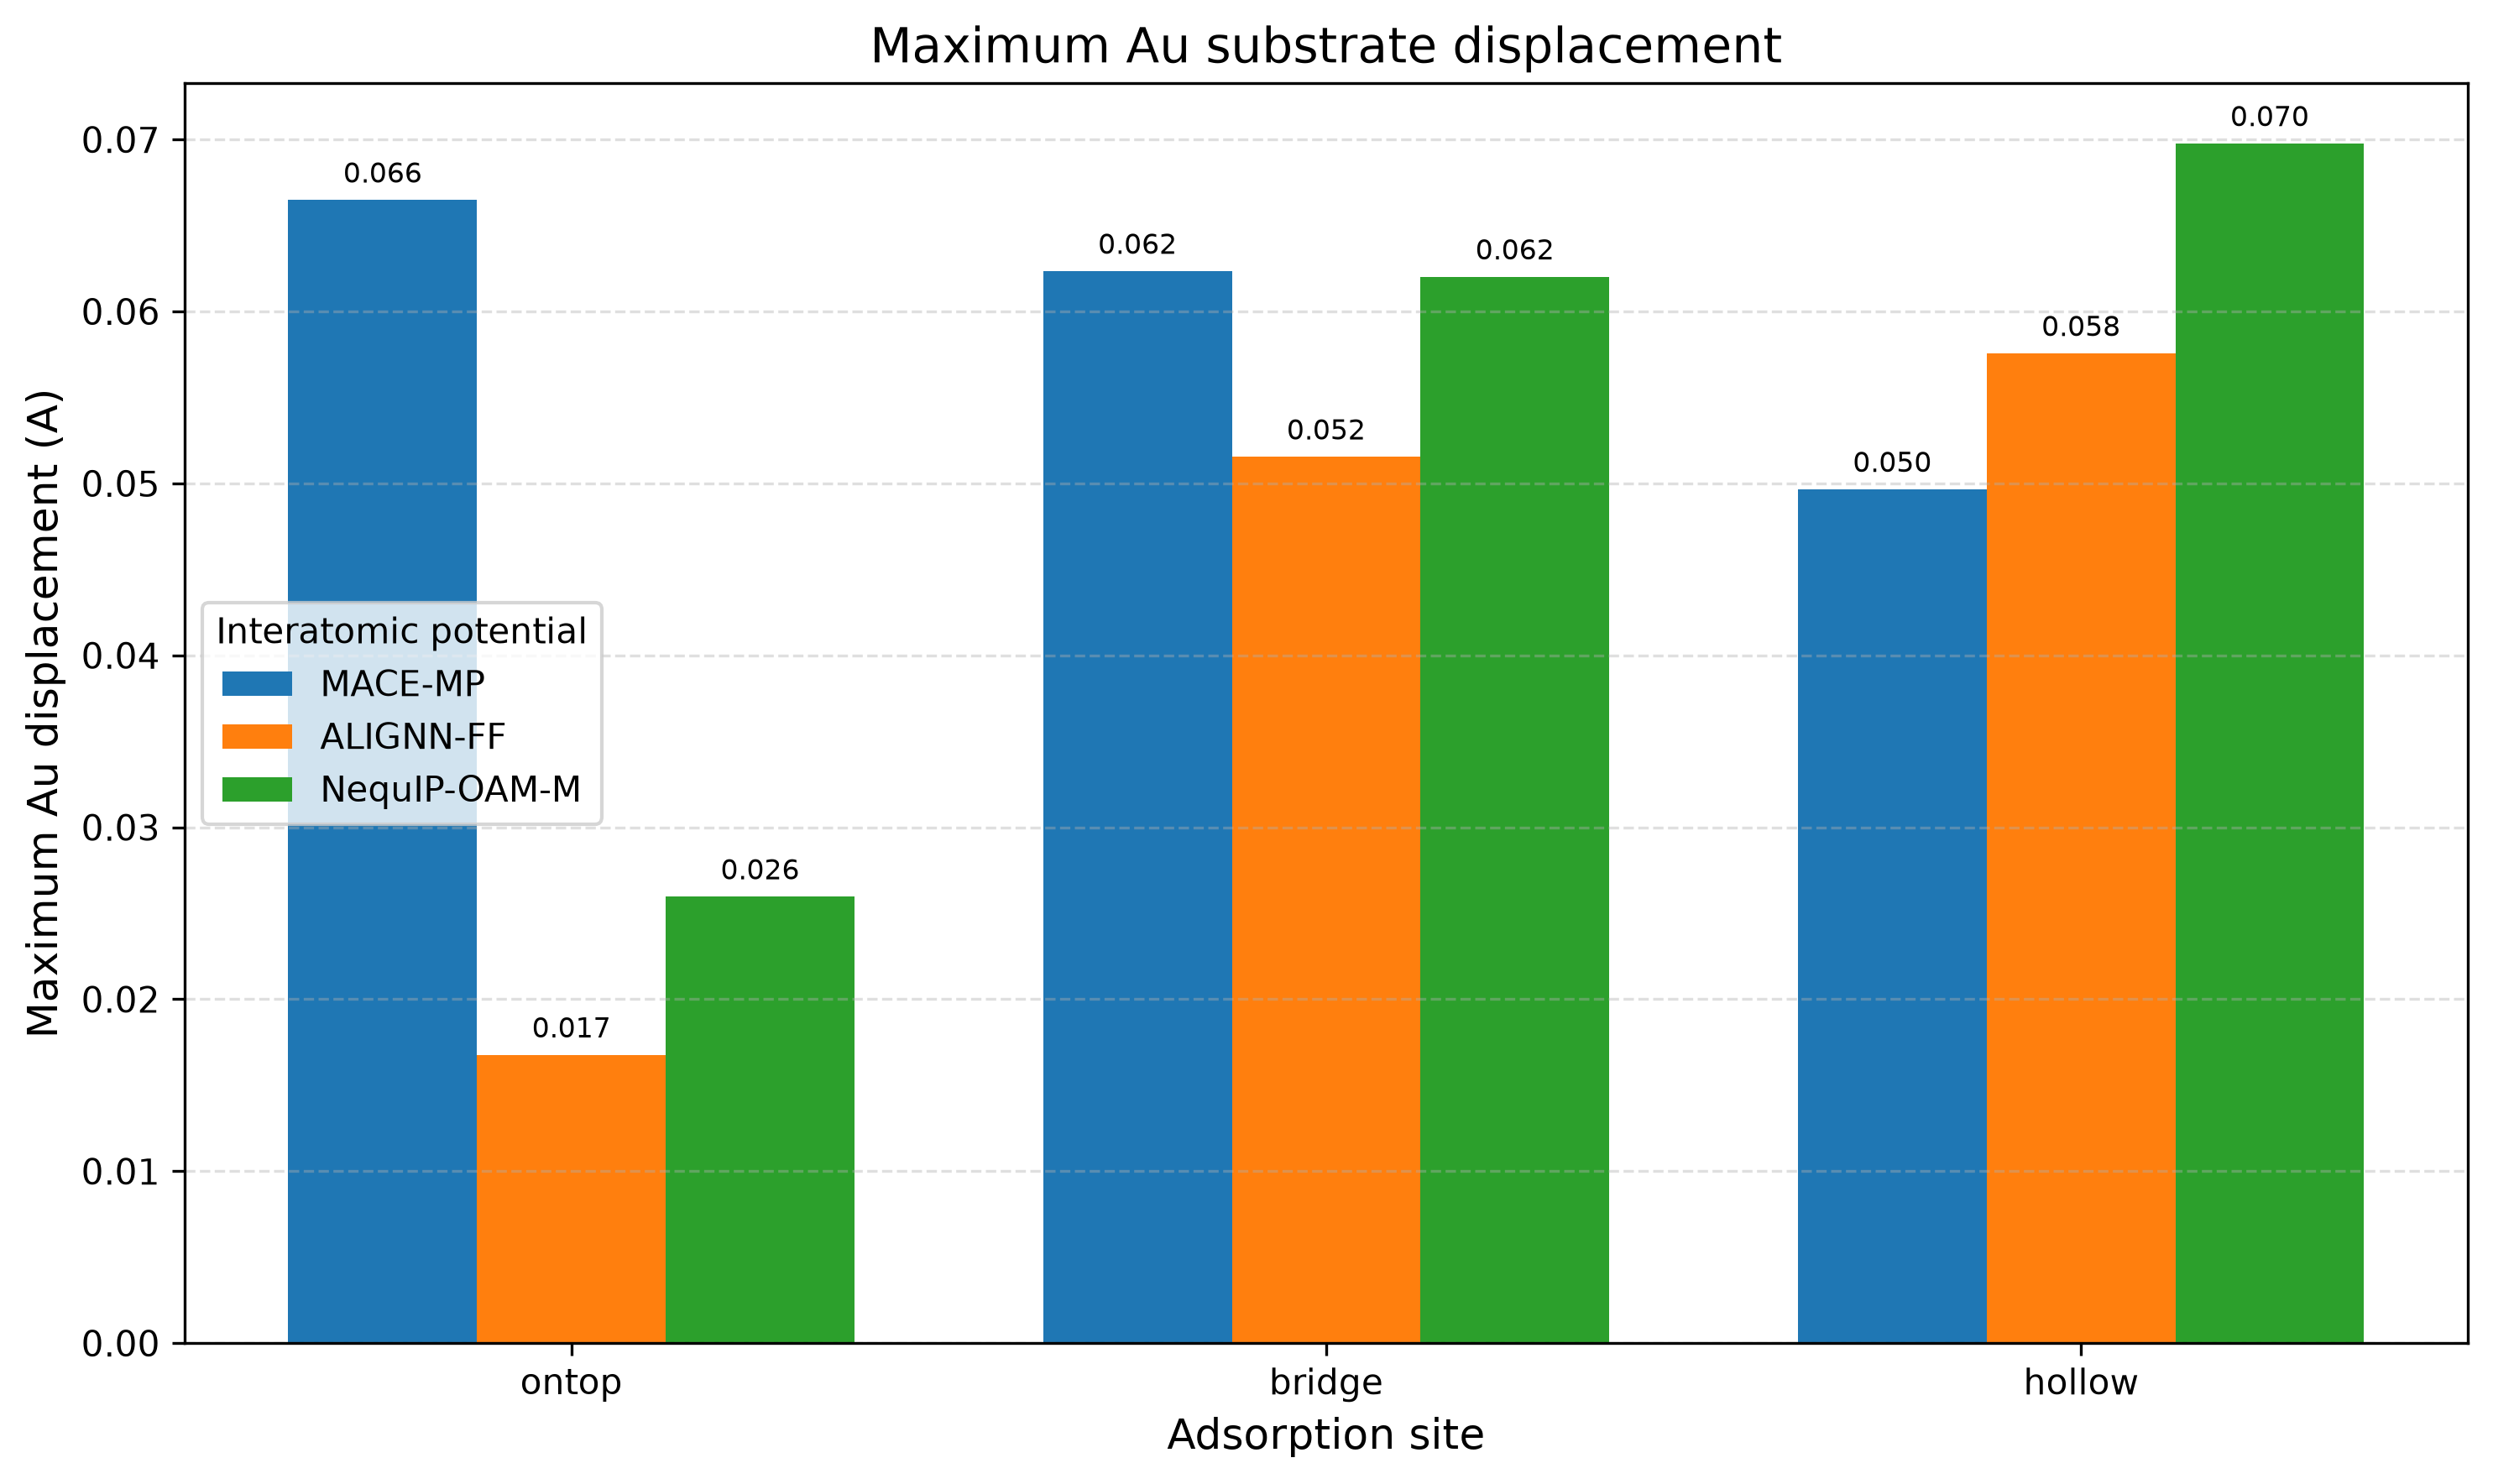 Maximum Au substrate displacement
Maximum Au displacement (A)
0.07
0.06
0.05
0.04
0.03
0.02
0.01
0.00
0.066
0.017
0.026
0.062
0.052
0.062
0.050
0.058
0.070
Interatomic potential
MACE-MP
ALIGNN-FF
NequIP-OAM-M
ontop
bridge
hollow
Adsorption site